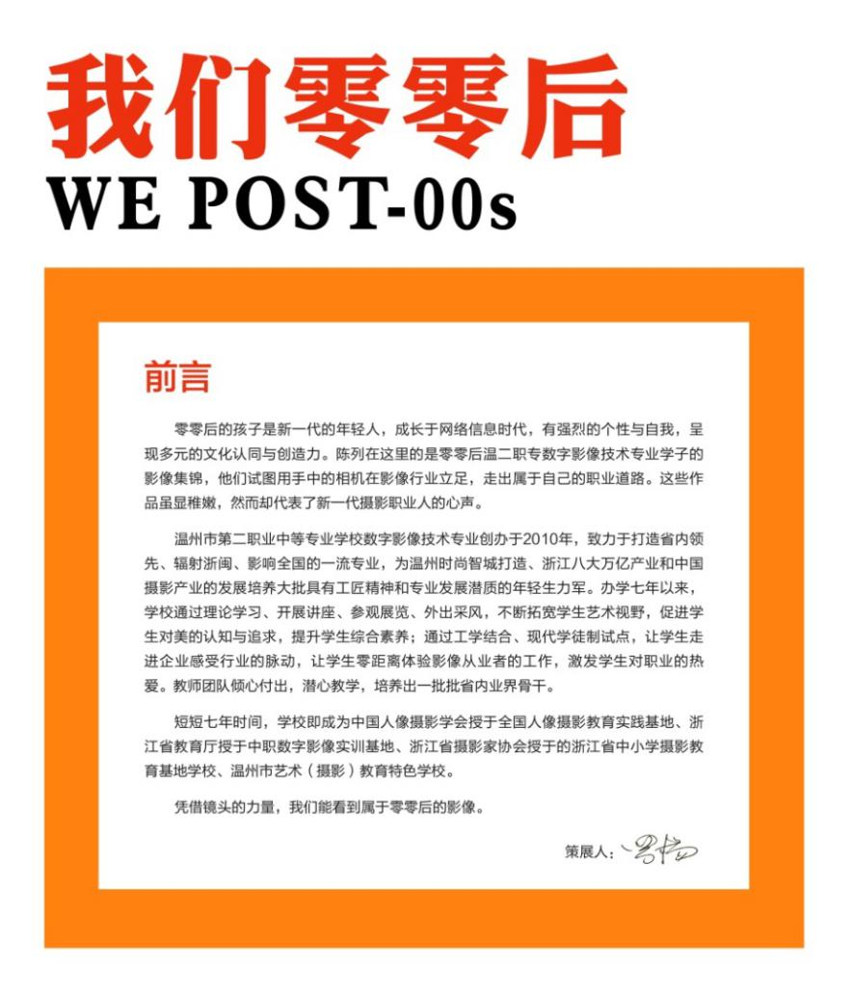 我们零零后
WE POST-00s
前言
零零后的孩子是新一代的年轻人，成长于网络信息时代，有强烈的个性与自我，呈
现多元的文化认同与创造力。陈列在这里的是零零后温二职专数字影像技术专业学子的
影像集锦，他们试图用手中的相机在影像行业立足，走出属于自己的职业道路。这些作
品虽显稚嫩，然而却代表了新一代摄影职业人的心声。
温州市第二职业中等专业学校数字影像技术专业创办于2010年，致力于打造省内领
先、辐射浙闽、影响全国的一流专业，为温州时尚智城打造、浙江八大万亿产业和中国
摄影产业的发展培养大批具有工匠精神和专业发展潜质的年轻生力军。办学七年以来，
学校通过理论学习、开展讲座、参观展览、外出采风，不断拓宽学生艺术视野，促进学
生对美的认知与追求，提升学生综合素养；通过工学结合、现代学徒制试点，让学生走
进企业感受行业的脉动，让学生零距离体验影像从业者的工作，激发学生对职业的热
爱。教师团队倾心付出，潜心教学，培养出一批批省内业界骨干。
短短七年时间，学校即成为中国人像摄影学会授于全国人像摄影教育实践基地、浙
江省教育厅授于中职数字影像实训基地、浙江省摄影家协会授于的浙江省中小学摄影教
育基地学校、温州市艺术（摄影）教育特色学校。
凭借镜头的力量，我们能看到属于零零后的影像。
策展人：